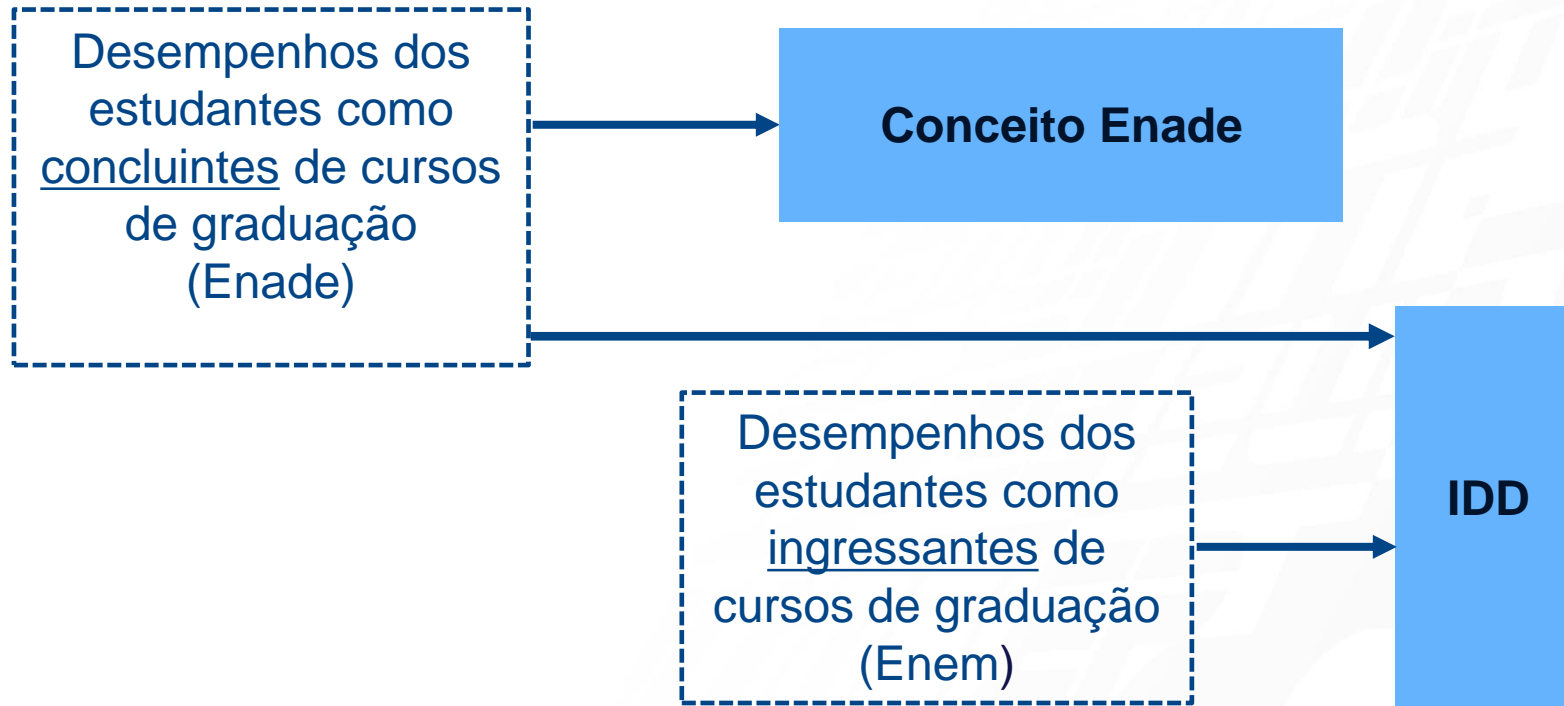 Desempenhos dos
estudantes como
concluintes de cursos
de graduação
(Enade)
Conceito Enade
Desempenhos dos
estudantes como
ingressantes de
cursos de graduação
(Enem)
IDD